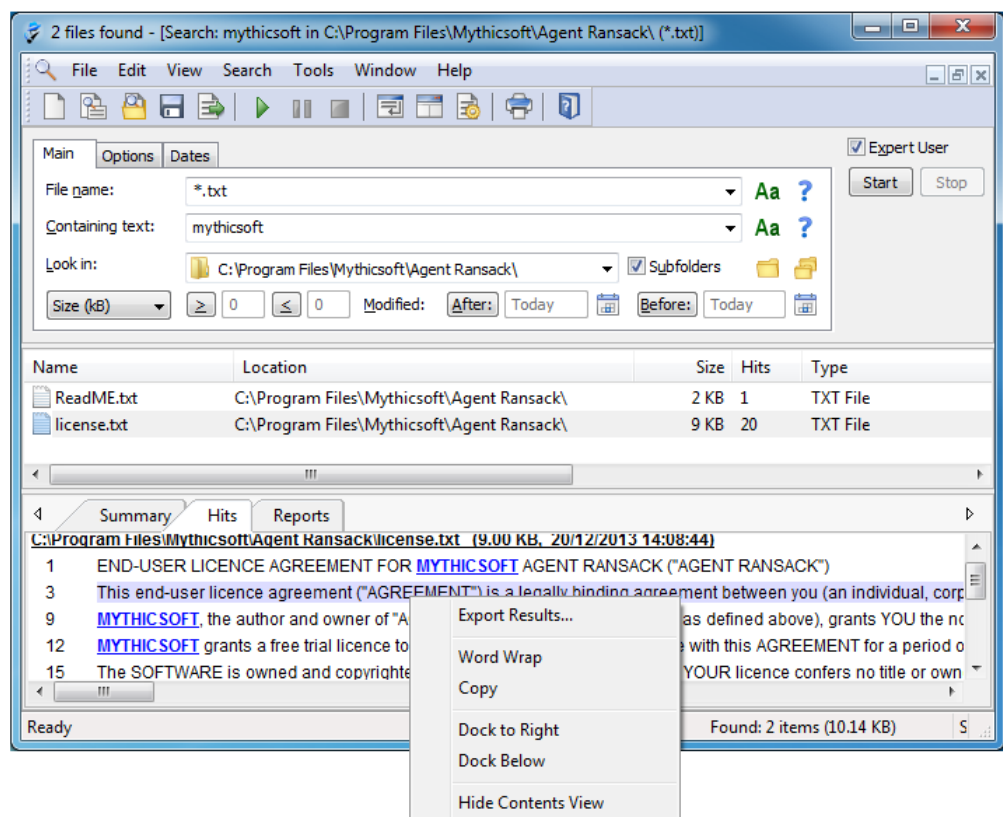 2 files found - [Search: mythicsoft in C:\Program Files\Mythicsoft\Agent Ransack\ (*.txt)]
File Edit View Search Tools Window Help
Main Options Dates
Expert User
File name: *.txt Aa ?
Start Stop
Containing text: mythicsoft Aa ?
Look in: C:\Program Files\Mythicsoft\Agent Ransack\ Subfolders
Size (kB) ≥ 0 ≤ 0 Modified: After: Today Before: Today
Name Location Size Hits Type
ReadME.txt C:\Program Files\Mythicsoft\Agent Ransack\ 2 KB 1 TXT File
license.txt C:\Program Files\Mythicsoft\Agent Ransack\ 9 KB 20 TXT File
Summary Hits Reports
C:\Program Files\Mythicsoft\Agent Ransack\license.txt (9.00 KB, 20/12/2013 14:08:44)
1 END-USER LICENCE AGREEMENT FOR MYTHICSOFT AGENT RANSACK ("AGENT RANSACK")
3 This end-user licence agreement ("AGREEMENT") is a legally binding agreement between you (an individual, corp
9 MYTHICSOFT, the author and owner of "A as defined above), grants YOU the no
12 MYTHICSOFT grants a free trial licence to with this AGREEMENT for a period o
15 The SOFTWARE is owned and copyrighte YOUR licence confers no title or own
Export Results...
Word Wrap
Copy
Dock to Right
Dock Below
Hide Contents View
Ready Found: 2 items (10.14 KB) S